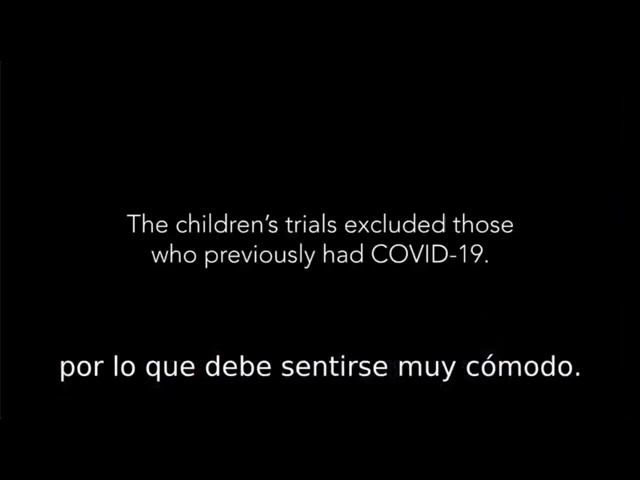 The children’s trials excluded those
who previously had COVID-19.
por lo que debe sentirse muy cómodo.